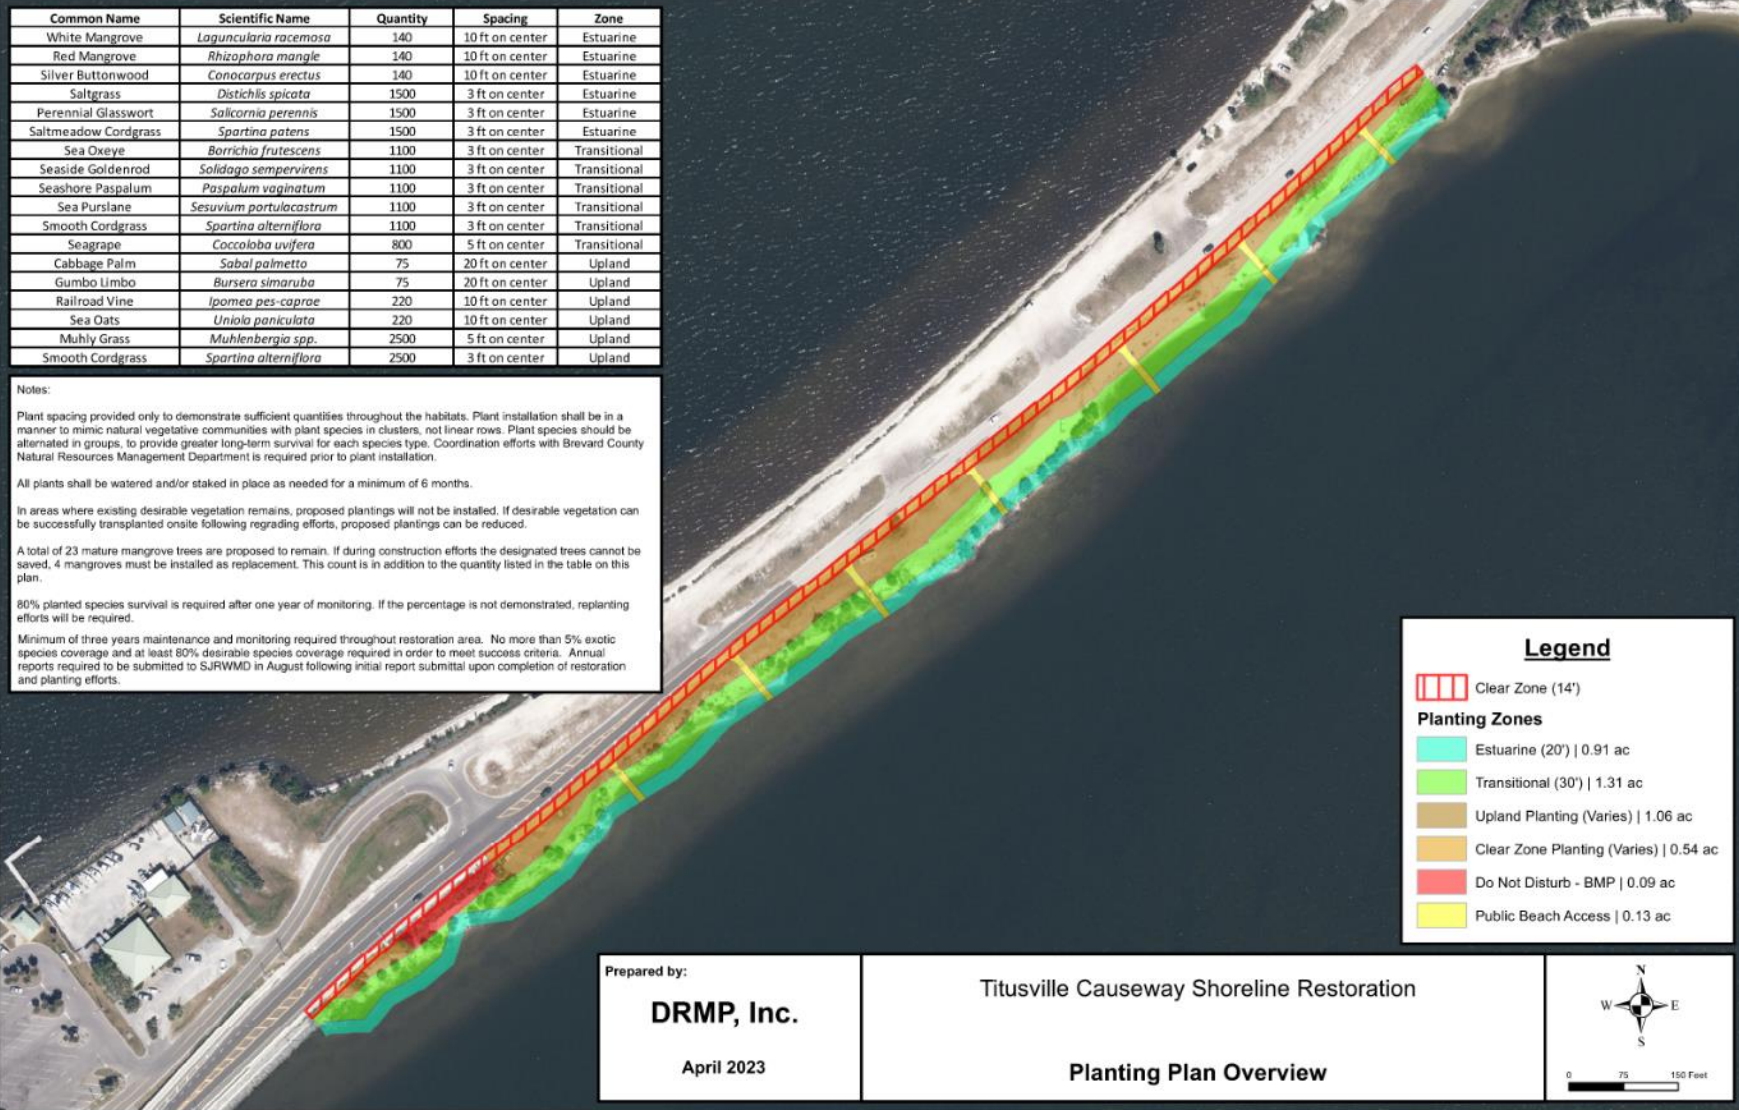 Common Name Scientific Name Quantity Spacing Zone
White Mangrove Laguncularia racemosa 140 10 ft on center Estuarine
Red Mangrove Rhizophora mangle 140 10 ft on center Estuarine
Silver Buttonwood Conocarpus erectus 140 10 ft on center Estuarine
Saltgrass Distichlis spicata 1500 3 ft on center Estuarine
Perennial Glasswort Salicornia perennis 1500 3 ft on center Estuarine
Saltmeadow Cordgrass Spartina patens 1500 3 ft on center Estuarine
Sea Oxeye Borrichia frutescens 1100 3 ft on center Transitional
Seaside Goldenrod Solidago sempervirens 1100 3 ft on center Transitional
Seashore Paspalum Paspalum vaginatum 1100 3 ft on center Transitional
Sea Purslane Sesuvium portulacastrum 1100 3 ft on center Transitional
Smooth Cordgrass Spartina alterniflora 1100 3 ft on center Transitional
Seagrape Coccoloba uvifera 800 5 ft on center Transitional
Cabbage Palm Sabal palmetto 75 20 ft on center Upland
Gumbo Limbo Bursera simaruba 75 20 ft on center Upland
Railroad Vine Ipomea pes-caprae 220 10 ft on center Upland
Sea Oats Uniola paniculata 220 10 ft on center Upland
Muhly Grass Muhlenbergia spp. 2500 5 ft on center Upland
Smooth Cordgrass Spartina alterniflora 2500 3 ft on center Upland
Notes:
Plant spacing provided only to demonstrate sufficient quantities throughout the habitats. Plant installation shall be in a
manner to mimic natural vegetative communities with plant species in clusters, not linear rows. Plant species should be
alternated in groups, to provide greater long-term survival for each species type. Coordination efforts with Brevard County
Natural Resources Management Department is required prior to plant installation.
All plants shall be watered and/or staked in place as needed for a minimum of 6 months.
In areas where existing desirable vegetation remains, proposed plantings will not be installed. If desirable vegetation can
be successfully transplanted onsite following regrading efforts, proposed plantings can be reduced.
A total of 23 mature mangrove trees are proposed to remain. If during construction efforts the designated trees cannot be
saved, 4 mangroves must be installed as replacement. This count is in addition to the quantity listed in the table on this
plan.
80% planted species survival is required after one year of monitoring. If the percentage is not demonstrated, replanting
efforts will be required.
Minimum of three years maintenance and monitoring required throughout restoration area. No more than 5% exotic
species coverage and at least 80% desirable species coverage required in order to meet success criteria. Annual
reports required to be submitted to SJRWMD in August following initial report submittal upon completion of restoration
and planting efforts.
Legend
Clear Zone (14')
Planting Zones
Estuarine (20') | 0.91 ac
Transitional (30') | 1.31 ac
Upland Planting (Varies) | 1.06 ac
Clear Zone Planting (Varies) | 0.54 ac
Do Not Disturb - BMP | 0.09 ac
Public Beach Access | 0.13 ac
Prepared by:
DRMP, Inc.
April 2023
Titusville Causeway Shoreline Restoration
Planting Plan Overview
N
W E
S
0 75 150 Feet